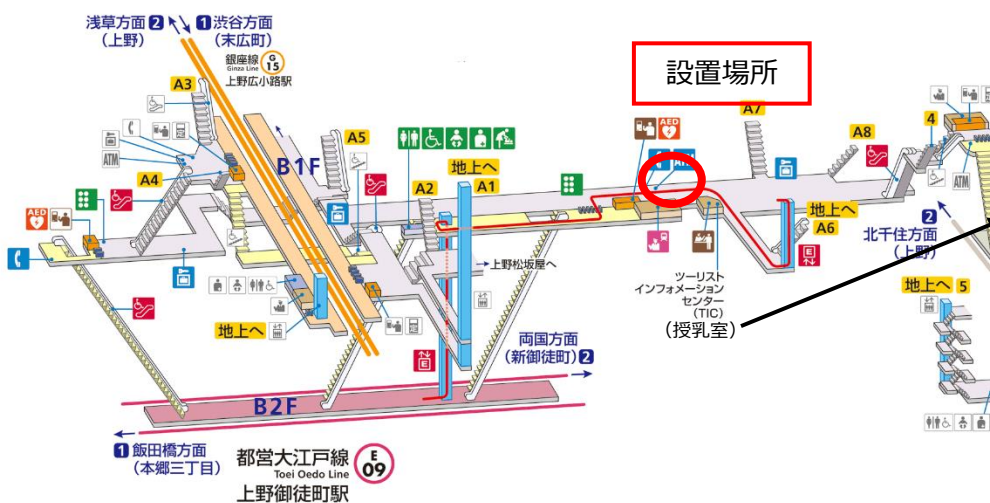 浅草方面 2
（上野）
1 渋谷方面
（末広町）
銀座線 G 15
Ginza Line
上野広小路駅
設置場所
A3
A7
AED
A5
A8
4
ATM
B1F
地上へ
ATM
ATM
A4
A2
A1
地上へ
A6
2
北千住方面
（上野）
AED
上野松坂屋へ
E
ツーリスト
インフォメーション
センター
（TIC）
（授乳室）
地上へ 5
地上へ
両国方面
（新御徒町）2
E
B2F
1 飯田橋方面
（本郷三丁目）
都営大江戸線 E 09
Toei Oedo Line
上野御徒町駅